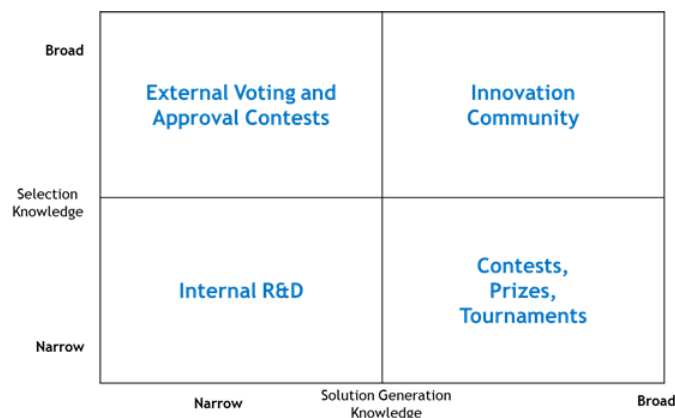 Broad
External Voting and
Approval Contests
Innovation
Community
Selection
Knowledge
Internal R&D
Contests,
Prizes,
Tournaments
Narrow
Narrow
Solution Generation
Knowledge
Broad